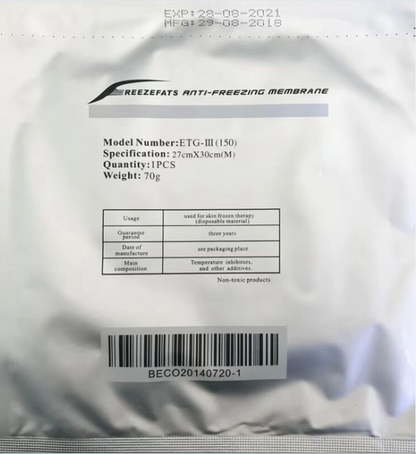 EXP:28-08-2021
MFG:29-08-2018
FREEZEFATS ANTI-FREEZING MEMBRANE
Model Number:ETG-III(150)
Specification: 27cmX30cm(M)
Quantity:1PCS
Weight: 70g
Usage used for skin frozen therapy
(disposable material)
Guarantee
period three years
Date of
manufacture see packaging place
Main
composition Temperature inhibitors,
and other additives.
Non-toxic products
BECO20140720-1